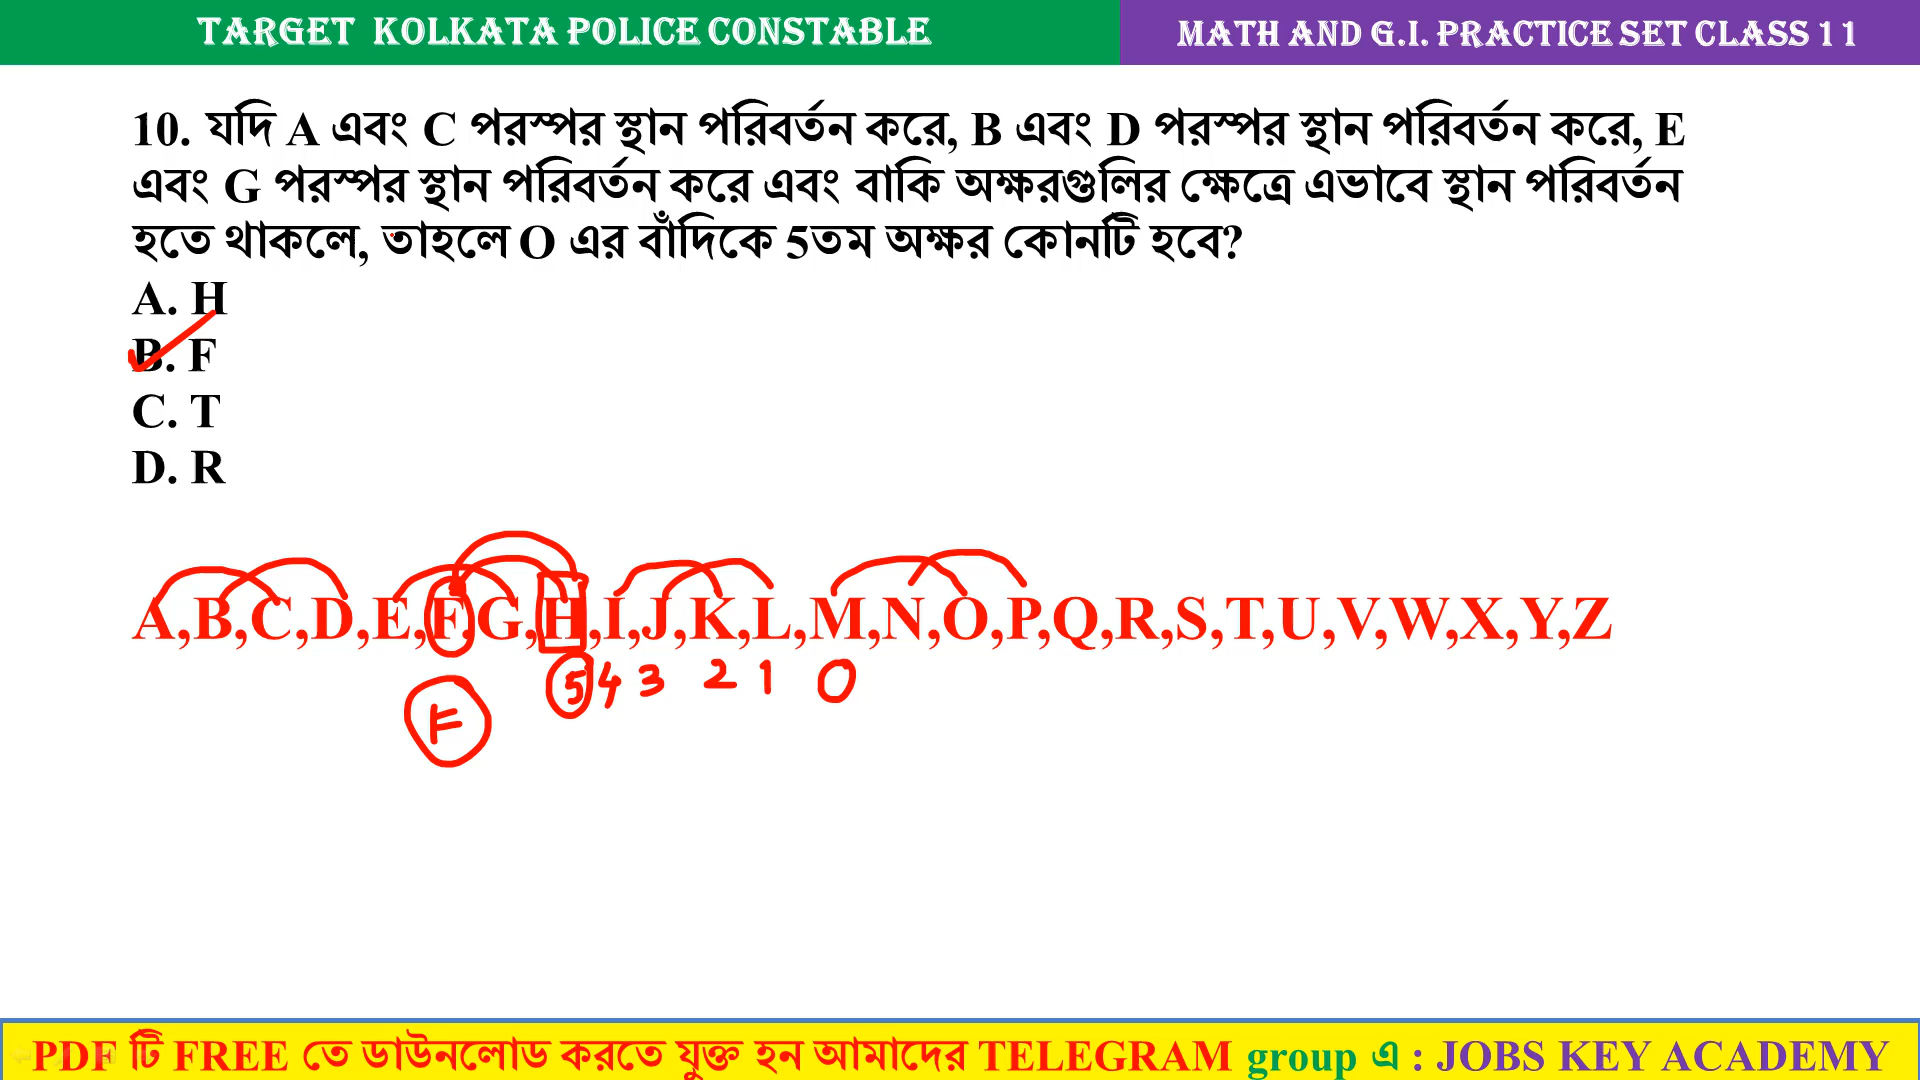 TARGET KOLKATA POLICE CONSTABLE
MATH AND G.I. PRACTICE SET CLASS 11
10. যদি A এবং C পরস্পর স্থান পরিবর্তন করে, B এবং D পরস্পর স্থান পরিবর্তন করে, E
এবং G পরস্পর স্থান পরিবর্তন করে এবং বাকি অক্ষরগুলির ক্ষেত্রে এভাবে স্থান পরিবর্তন
হতে থাকলে, তাহলে O এর বাঁদিকে 5তম অক্ষর কোনটি হবে?
A. H
B. F
C. T
D. R
A,B,C,D,E,F,G,H,I,J,K,L,M,N,O,P,Q,R,S,T,U,V,W,X,Y,Z
5 4 3 2 1 0
F
PDF টি FREE তে ডাউনলোড করতে যুক্ত হন আমাদের TELEGRAM group এ : JOBS KEY ACADEMY